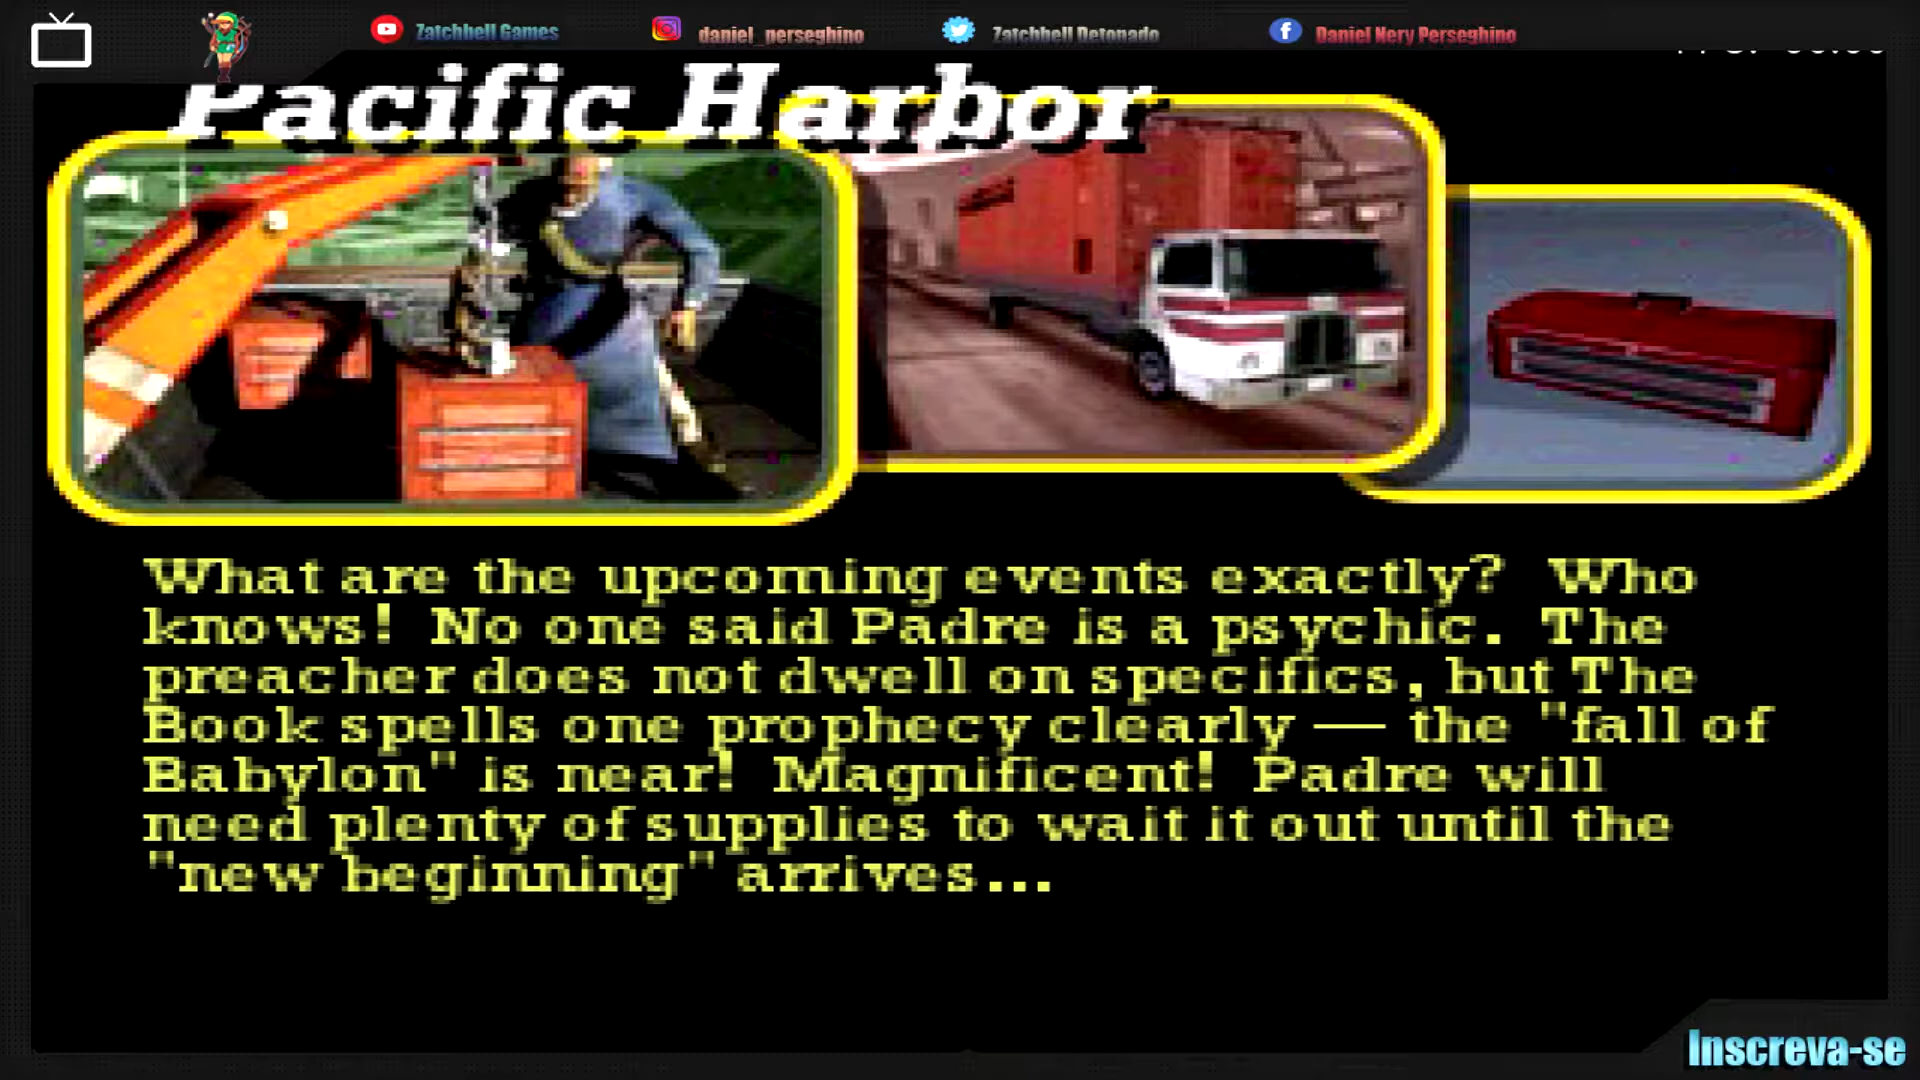 Zatchbell Games daniel_perseghino Zatchbell Detonado Daniel Nery Perseghino
Pacific Harbor
What are the upcoming events exactly? Who
knows! No one said Padre is a psychic. The
preacher does not dwell on specifics, but The
Book spells one prophecy clearly — the "fall of
Babylon" is near! Magnificent! Padre will
need plenty of supplies to wait it out until the
"new beginning" arrives...
Inscreva-se